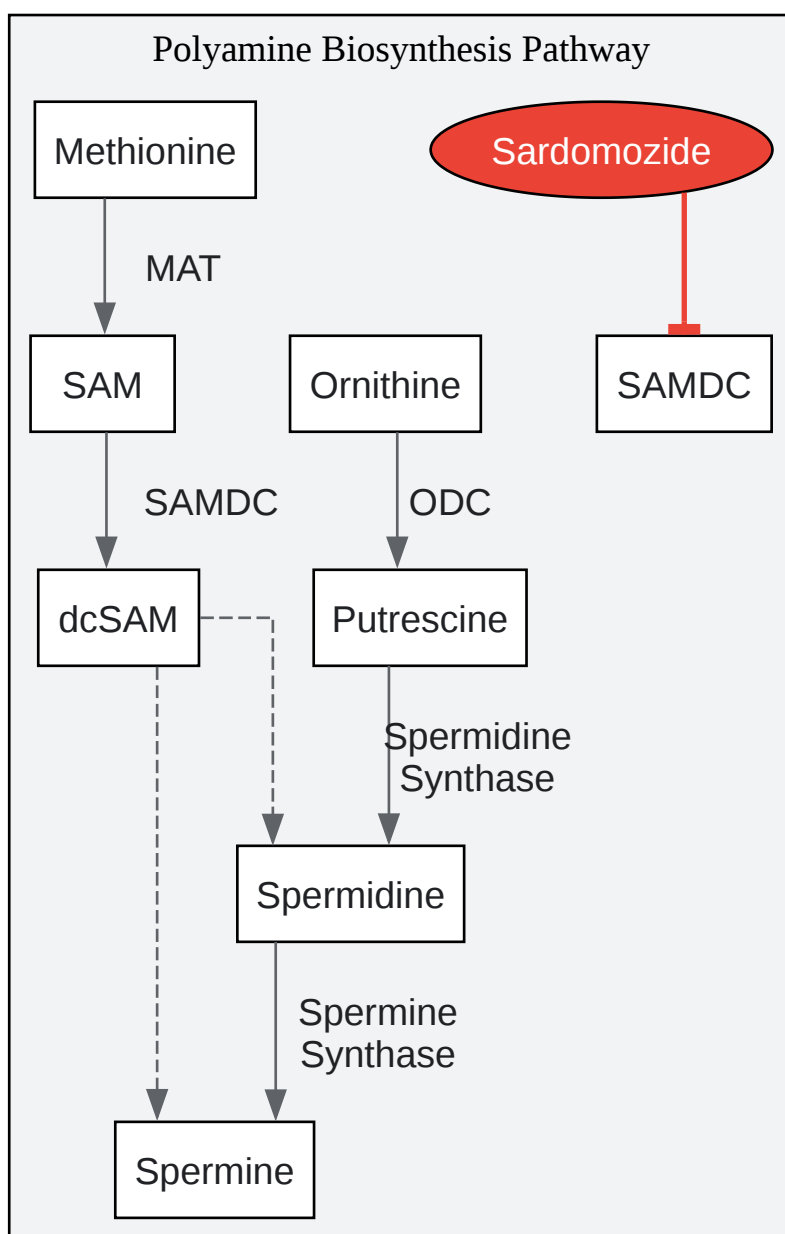 Polyamine Biosynthesis Pathway
Methionine
Sardomozide
MAT
SAM
Ornithine
SAMDC
SAMDC
ODC
dcSAM
Putrescine
Spermidine
Synthase
Spermidine
Spermine
Synthase
Spermine